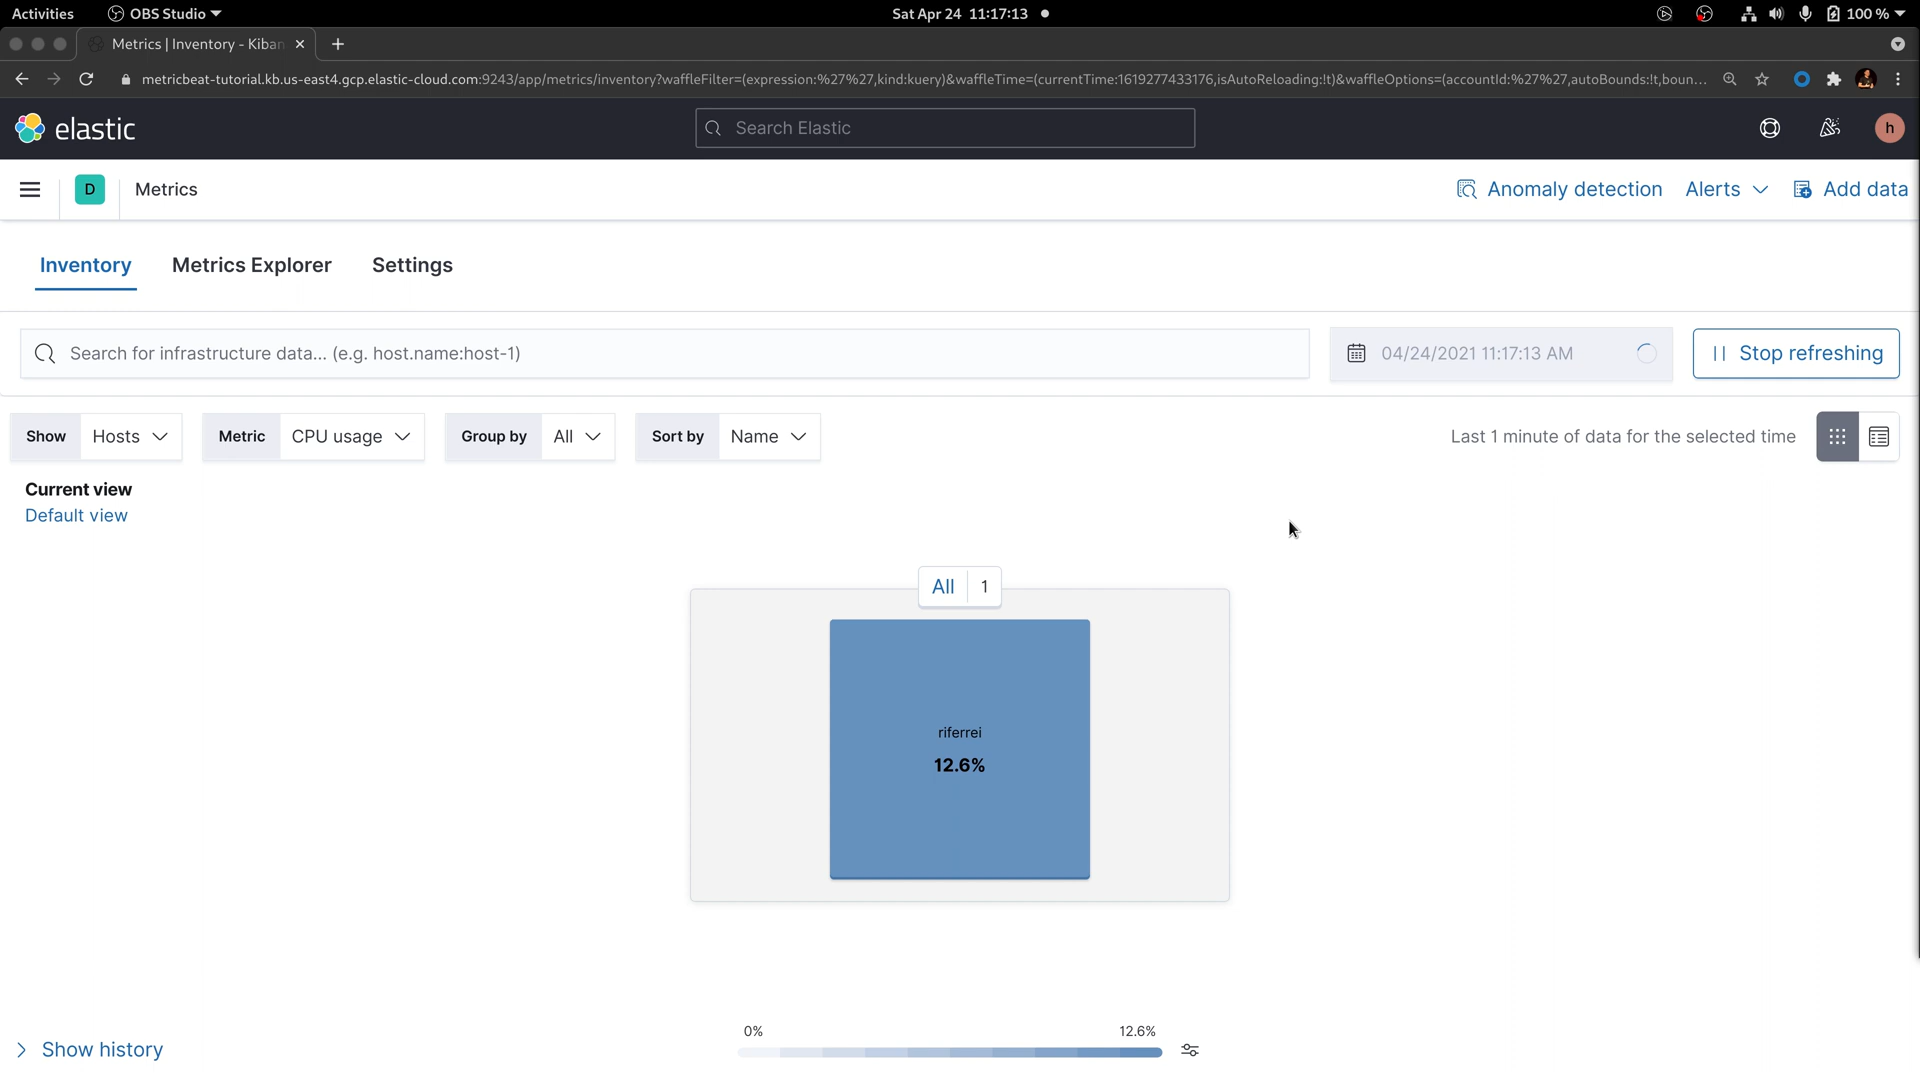 Activities OBS Studio Sat Apr 24 11:17:13 100 %
Metrics | Inventory - Kiban
metricbeat-tutorial.kb.us-east4.gcp.elastic-cloud.com:9243/app/metrics/inventory?waffleFilter=(expression:%27%27,kind:kuery)&waffleTime=(currentTime:1619277433176,isAutoReloading:!t)&waffleOptions=(accountId:%27%27,autoBounds:!t,boun...
elastic Search Elastic h
D Metrics Anomaly detection Alerts Add data
Inventory Metrics Explorer Settings
Search for infrastructure data... (e.g. host.name:host-1) 04/24/2021 11:17:13 AM Stop refreshing
Show Hosts Metric CPU usage Group by All Sort by Name Last 1 minute of data for the selected time
Current view
Default view
All 1
riferrei
12.6%
0% 12.6%
Show history